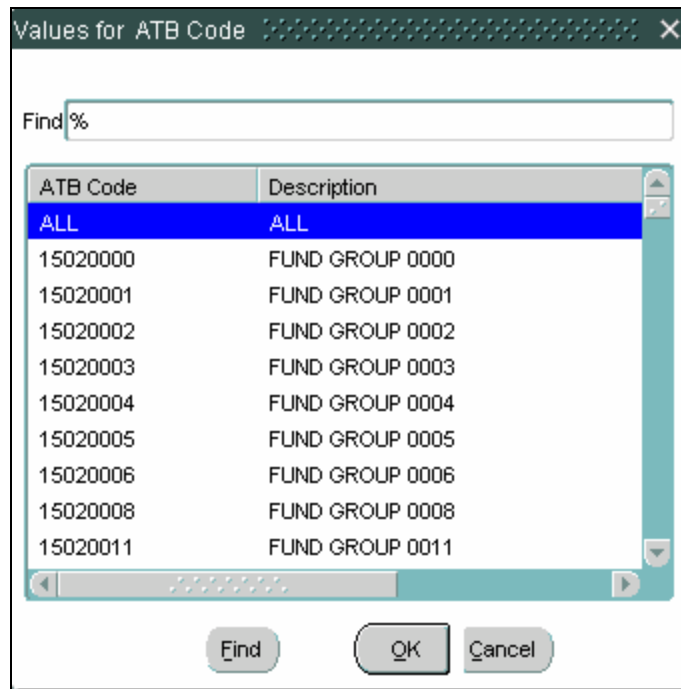 Values for ATB Code
Find %
ATB Code Description
ALL ALL
15020000 FUND GROUP 0000
15020001 FUND GROUP 0001
15020002 FUND GROUP 0002
15020003 FUND GROUP 0003
15020004 FUND GROUP 0004
15020005 FUND GROUP 0005
15020006 FUND GROUP 0006
15020008 FUND GROUP 0008
15020011 FUND GROUP 0011
Find OK Cancel